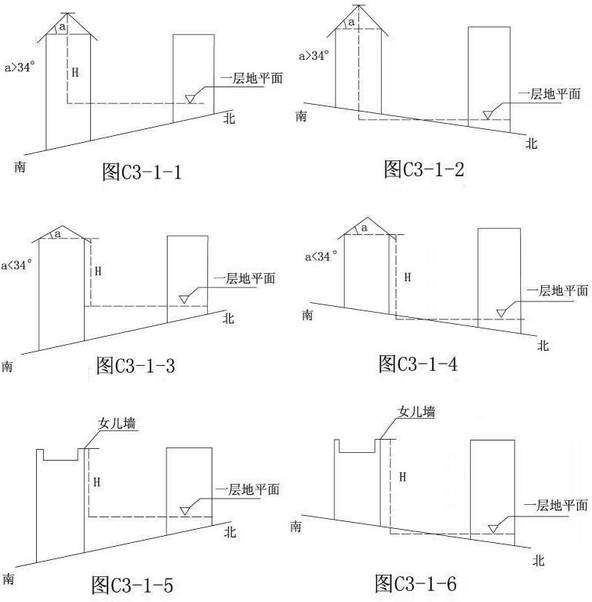 a
a>34°
H
一层地平面
北
南
图C3-1-1
a
a>34°
H
一层地平面
南
北
图C3-1-2
a
a<34°
H
一层地平面
北
南
图C3-1-3
a
a<34°
H
一层地平面
南
北
图C3-1-4
女儿墙
H
一层地平面
北
南
图C3-1-5
女儿墙
H
一层地平面
南
北
图C3-1-6